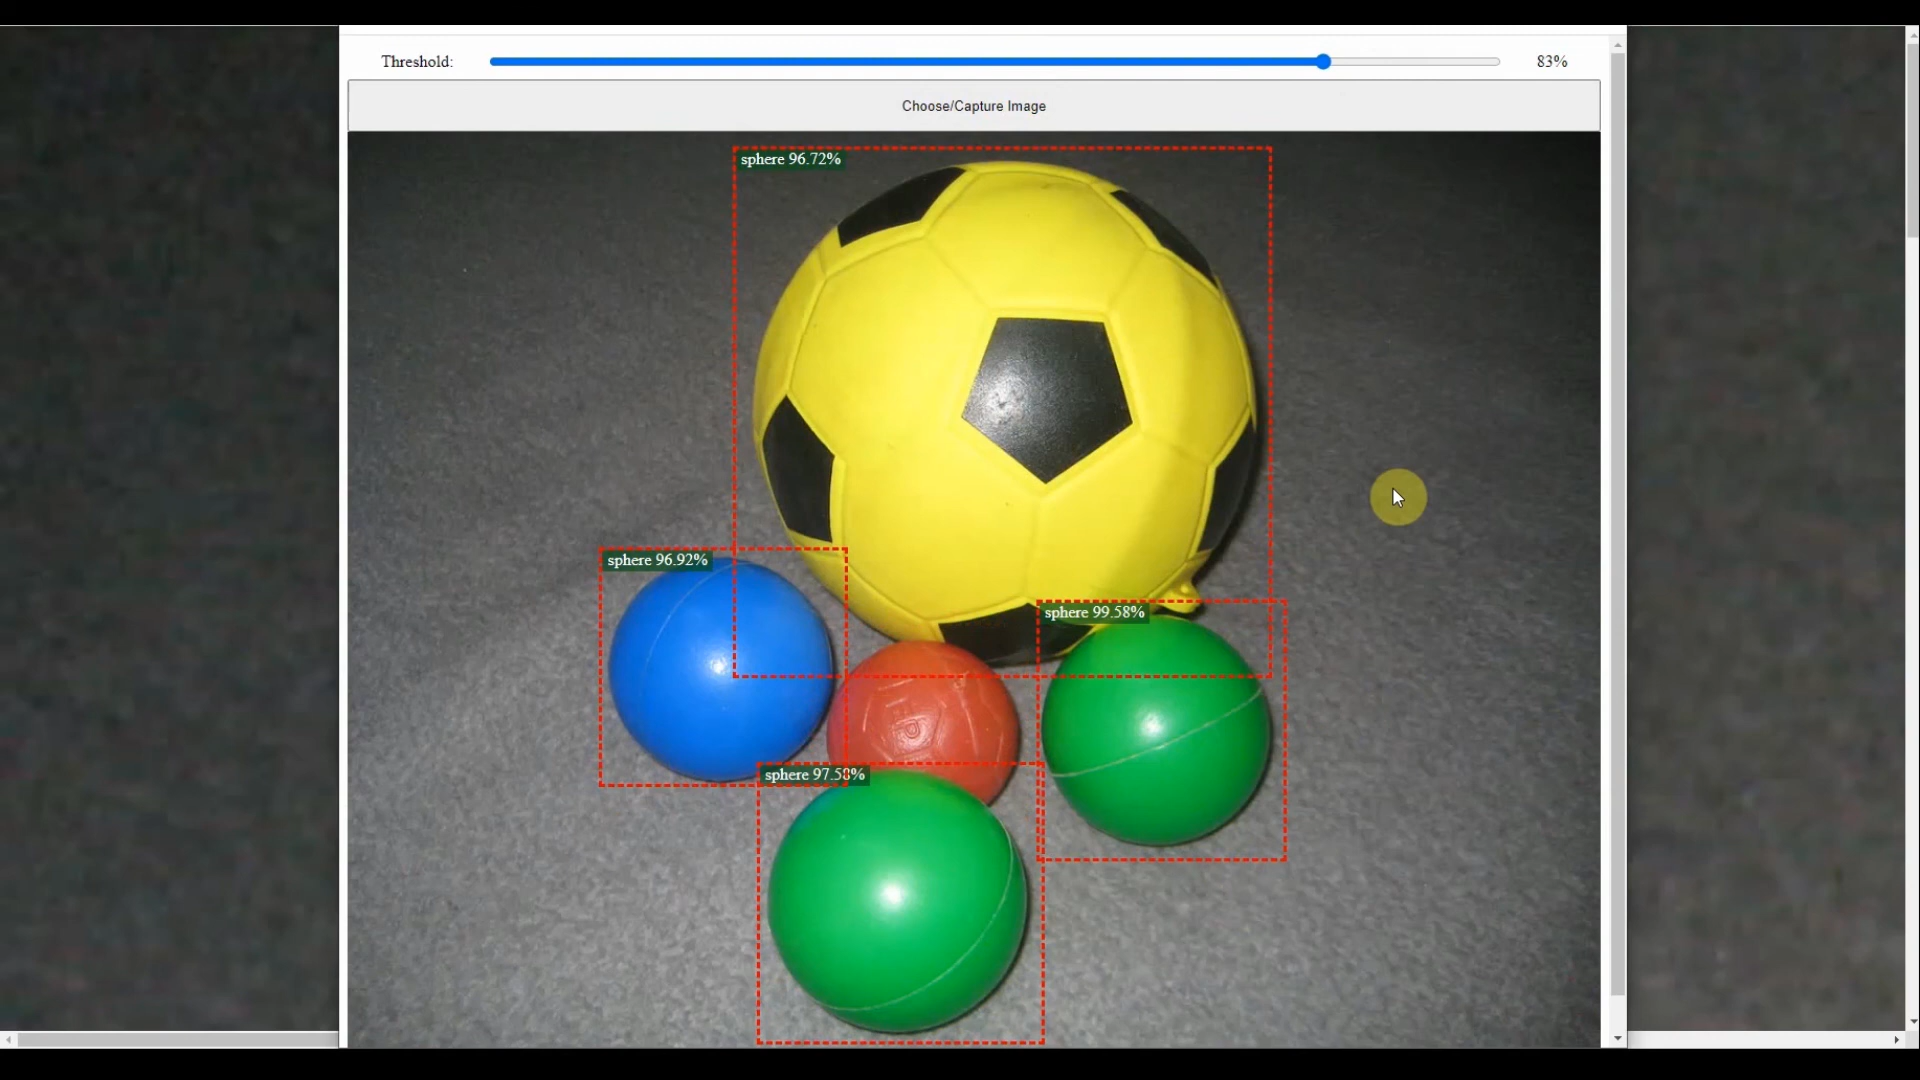 Threshold: 83%
Choose/Capture Image
sphere 96.72%
sphere 96.92%
sphere 99.58%
sphere 97.58%